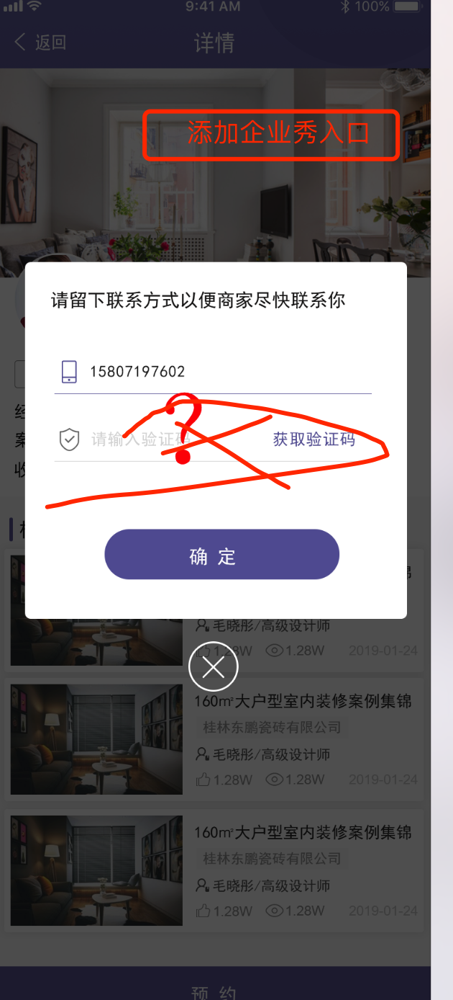 9:41 AM 100%
返回 详情
添加企业秀入口
请留下联系方式以便商家尽快联系你
15807197602
?
请输入验证码 获取验证码
经
案
收
确 定
毛晓彤/高级设计师
1.28W 1.28W 2019-01-24
160㎡大户型室内装修案例集锦
桂林东鹏瓷砖有限公司
毛晓彤/高级设计师
1.28W 1.28W 2019-01-24
160㎡大户型室内装修案例集锦
桂林东鹏瓷砖有限公司
毛晓彤/高级设计师
1.28W 1.28W 2019-01-24
预 约